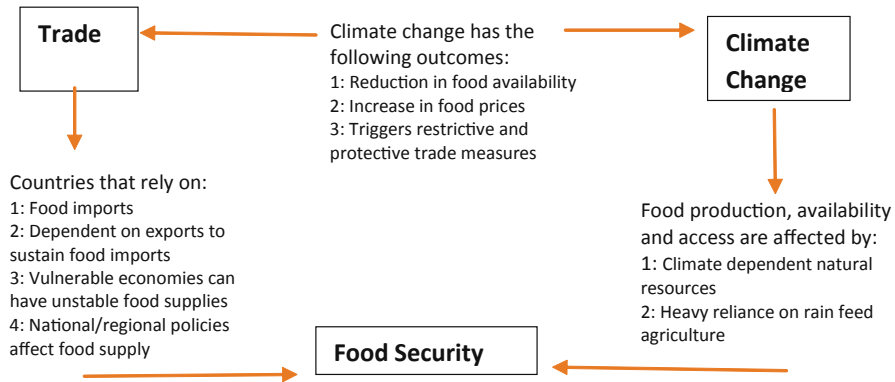 Trade
Climate change has the
following outcomes:
1: Reduction in food availability
2: Increase in food prices
3: Triggers restrictive and
protective trade measures
Climate
Change
Countries that rely on:
1: Food imports
2: Dependent on exports to
sustain food imports
3: Vulnerable economies can
have unstable food supplies
4: National/regional policies
affect food supply
Food production, availability
and access are affected by:
1: Climate dependent natural
resources
2: Heavy reliance on rain feed
agriculture
Food Security